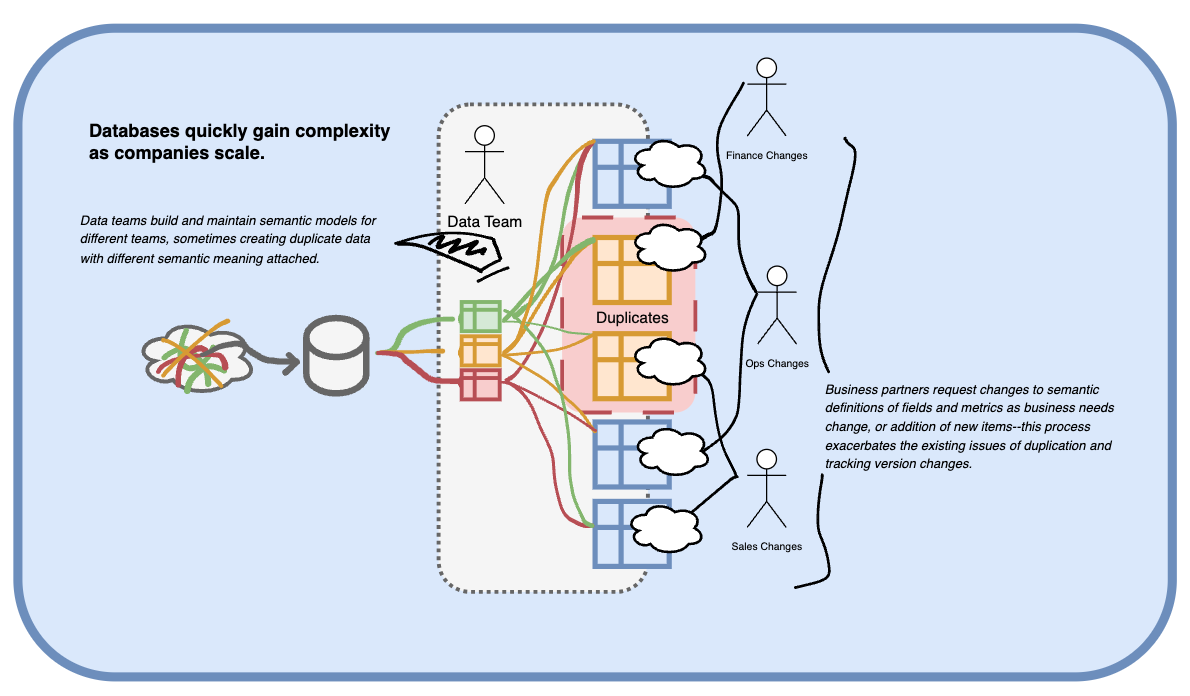 Databases quickly gain complexity
as companies scale.
Data teams build and maintain semantic models for
different teams, sometimes creating duplicate data
with different semantic meaning attached.
Data Team
Duplicates
Finance Changes
Ops Changes
Sales Changes
Business partners request changes to semantic
definitions of fields and metrics as business needs
change, or addition of new items--this process
exacerbates the existing issues of duplication and
tracking version changes.